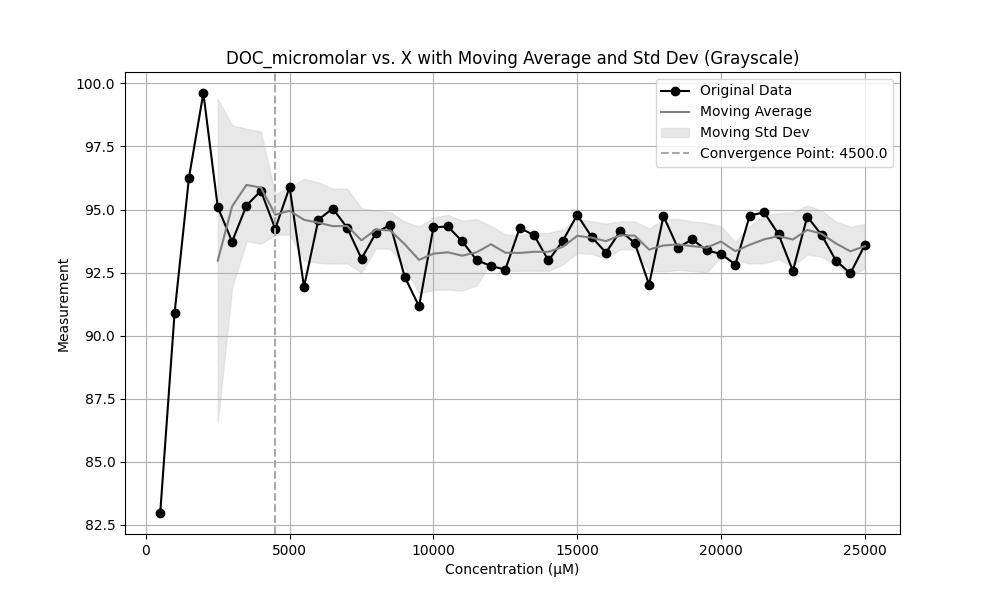 DOC_micromolar vs. X with Moving Average and Std Dev (Grayscale)
Original Data
Moving Average
Moving Std Dev
Convergence Point: 4500.0
Measurement
100.0
97.5
95.0
92.5
90.0
87.5
85.0
82.5
0 5000 10000 15000 20000 25000
Concentration (µM)